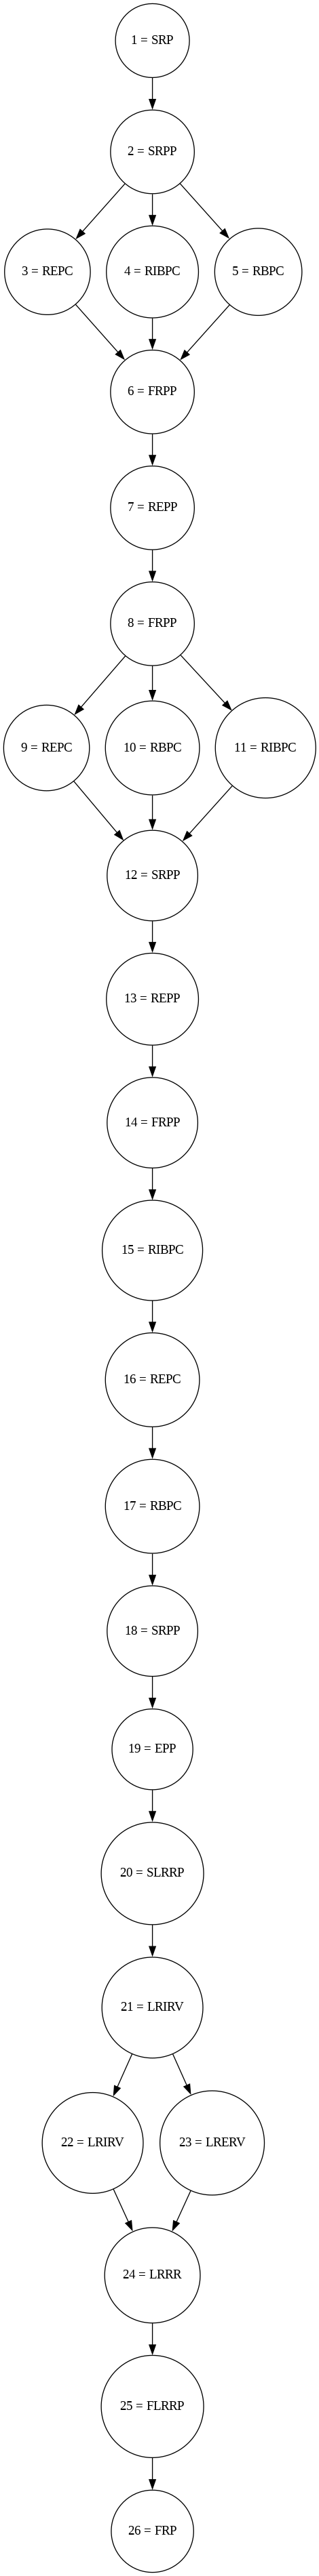 1 = SRP
2 = SRPP
3 = REPC
4 = RIBPC
5 = RBPC
6 = FRPP
7 = REPP
8 = FRPP
9 = REPC
10 = RBPC
11 = RIBPC
12 = SRPP
13 = REPP
14 = FRPP
15 = RIBPC
16 = REPC
17 = RBPC
18 = SRPP
19 = EPP
20 = SLRRP
21 = LRIRV
22 = LRIRV
23 = LRERV
24 = LRRR
25 = FLRRP
26 = FRP